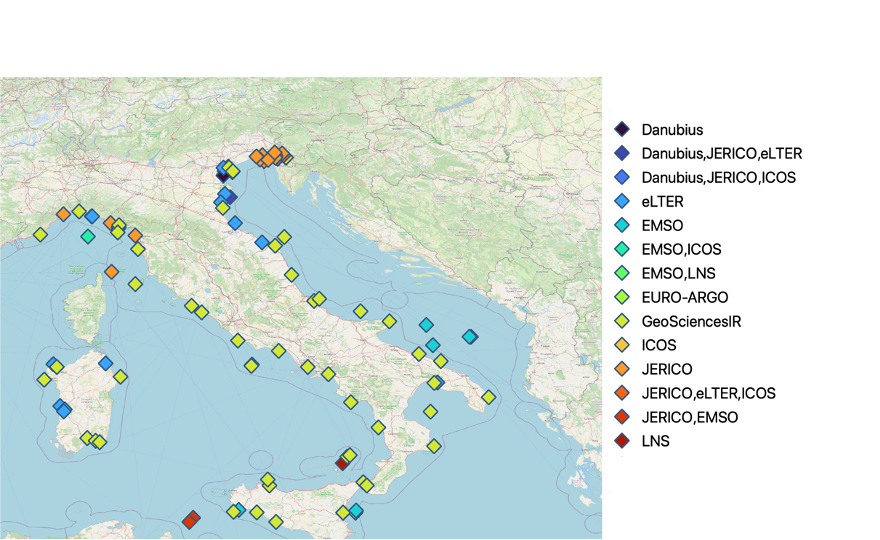 Danubius
Danubius,JERICO,eLTER
Danubius,JERICO,ICOS
eLTER
EMSO
EMSO,ICOS
EMSO,LNS
EURO-ARGO
GeoSciencesIR
ICOS
JERICO
JERICO,eLTER,ICOS
JERICO,EMSO
LNS